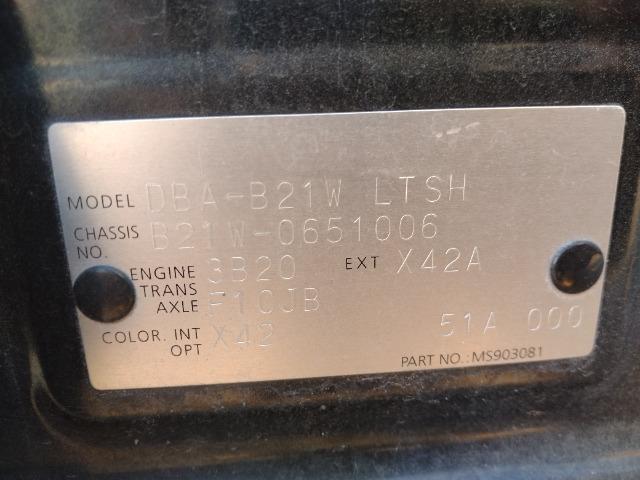 MODEL DBA-B21W LTSH
CHASSIS NO. B21W-0651006
ENGINE 3B20 EXT X42A
TRANS AXLE F1CJB
COLOR. INT X42 51A 000
OPT
PART NO.: MS903081